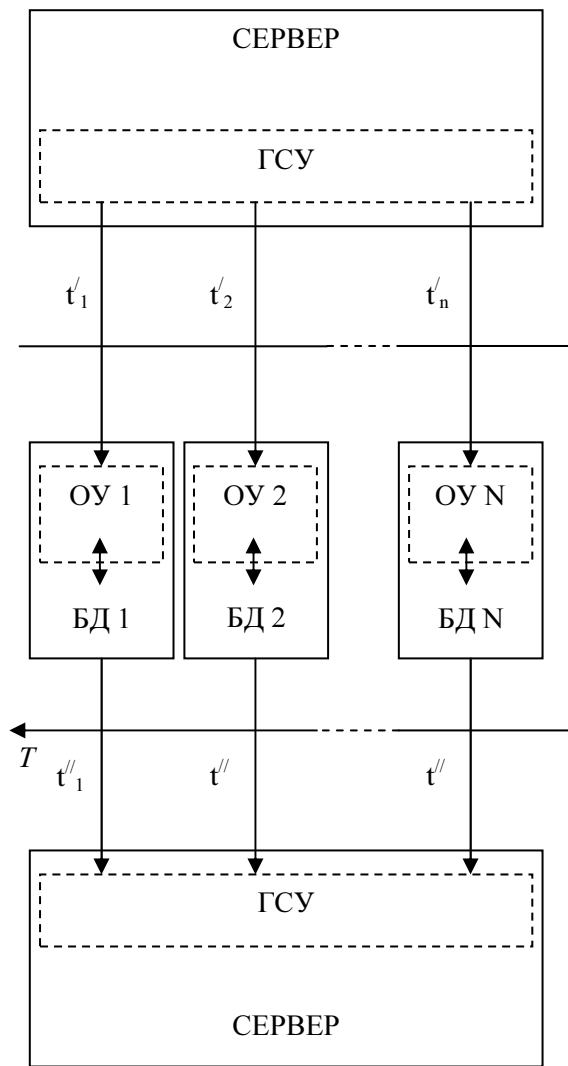 СЕРВЕР
ГСУ
t/1 t/2 t/n
ОУ 1 ОУ 2 ОУ N
БД 1 БД 2 БД N
T
t//1 t// t//
ГСУ
СЕРВЕР